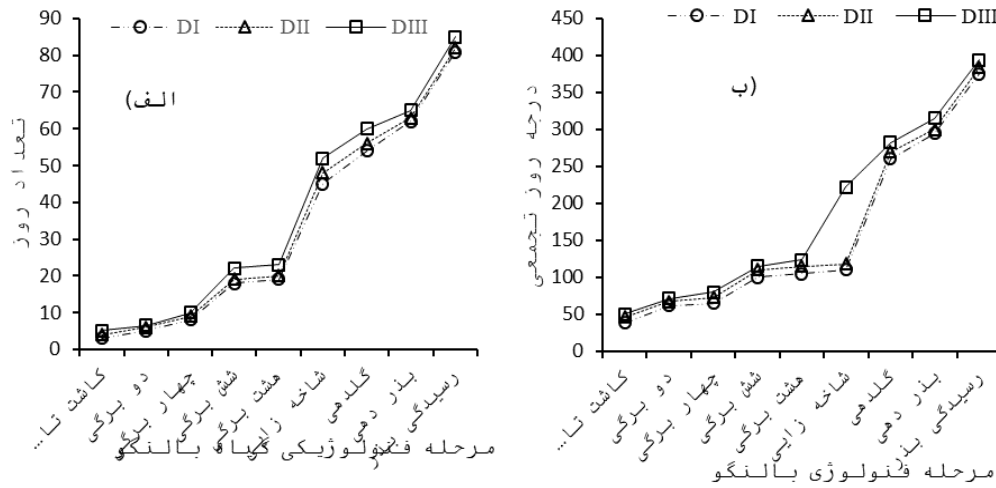 DI DII DIII
الف)
تعداد روز
90
80
70
60
50
40
30
20
10
0
کاشت تا...
دو برگی
چهار برگی
شش برگی
هشت برگی
شاخه زایی
گلدهی
بذر دهی
رسیدگی بذر
مرحله فنولوژیکی گیاه بالنگو
DI DII DIII
ب)
درجه روز تجمعی
450
400
350
300
250
200
150
100
50
0
کاشت تا...
دو برگی
چهار برگی
شش برگی
هشت برگی
شاخه زایی
گلدهی
بذر دهی
رسیدگی بذر
مرحله فنولوژی بالنگو